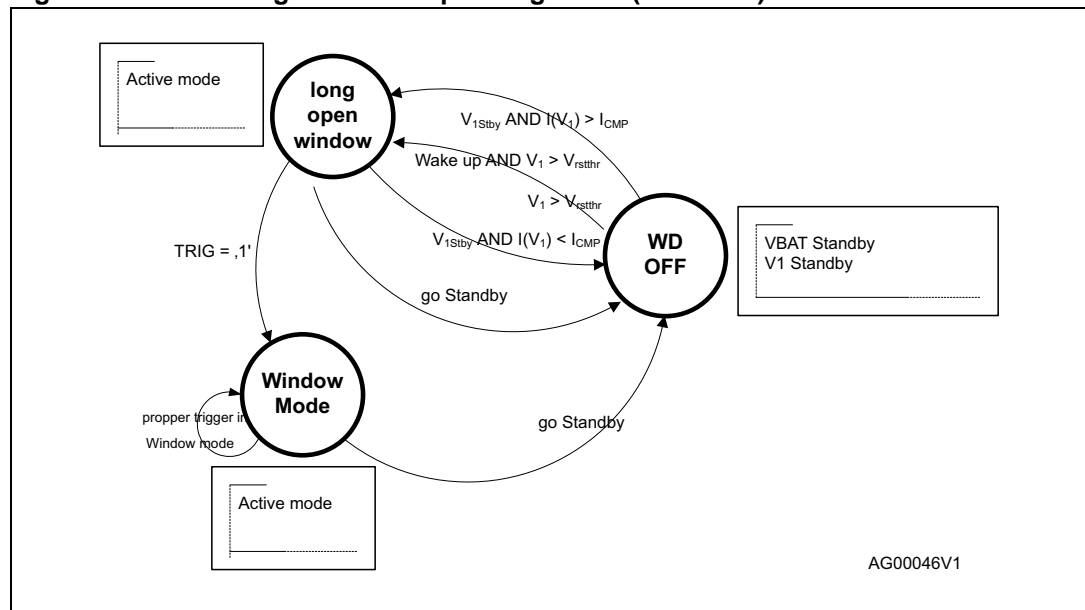 Active mode
long
open
window
V1Stby AND I(V1) > ICMP
Wake up AND V1 > Vrstthr
V1 > Vrstthr
V1Stby AND I(V1) < ICMP
WD
OFF
VBAT Standby
V1 Standby
TRIG = ,1'
go Standby
Window
Mode
propper trigger in
Window mode
go Standby
Active mode
AG00046V1